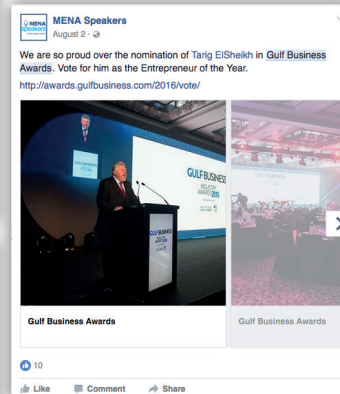 MENA
speakers
MENA Speakers
August 2 ·
We are so proud over the nomination of Tarig ElSheikh in Gulf Business
Awards. Vote for him as the Entrepreneur of the Year.
http://awards.gulfbusiness.com/2016/vote/
GULF BUSINESS
INDUSTRY
AWARDS 2015
GULF BUSINESS
Gulf Business Awards
Gulf Business Awards
10
Like Comment Share